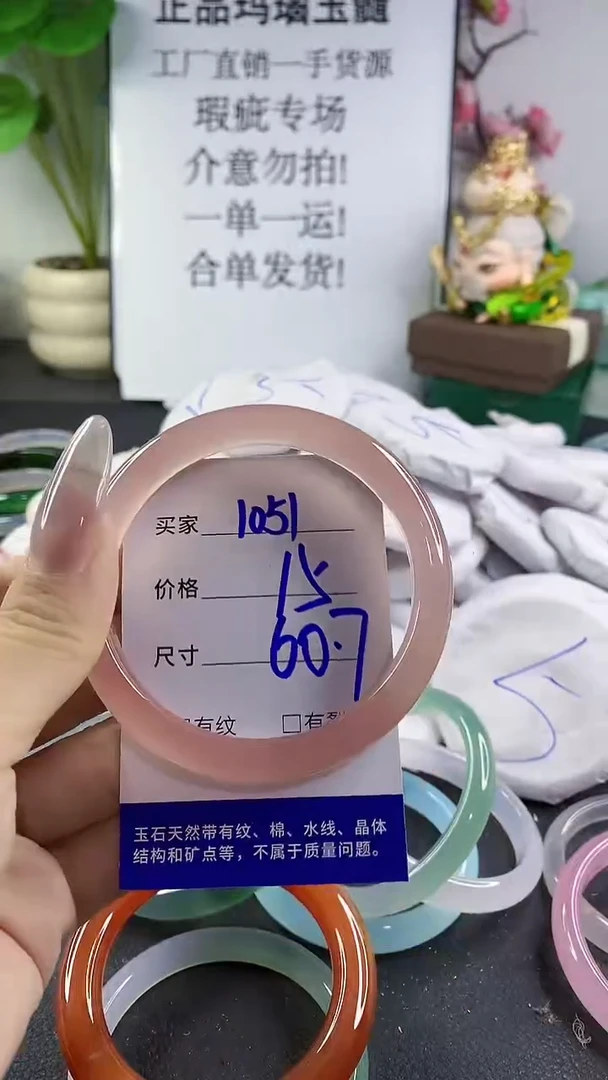 正品玛瑙玉髓
工厂直销一手货源
瑕疵专场
介意勿拍!
一单一运!
合单发货!
买家 1051
价格 15
尺寸 60.7
有纹 □有裂
玉石天然带有纹、棉、水线、晶体
结构和矿点等，不属于质量问题。